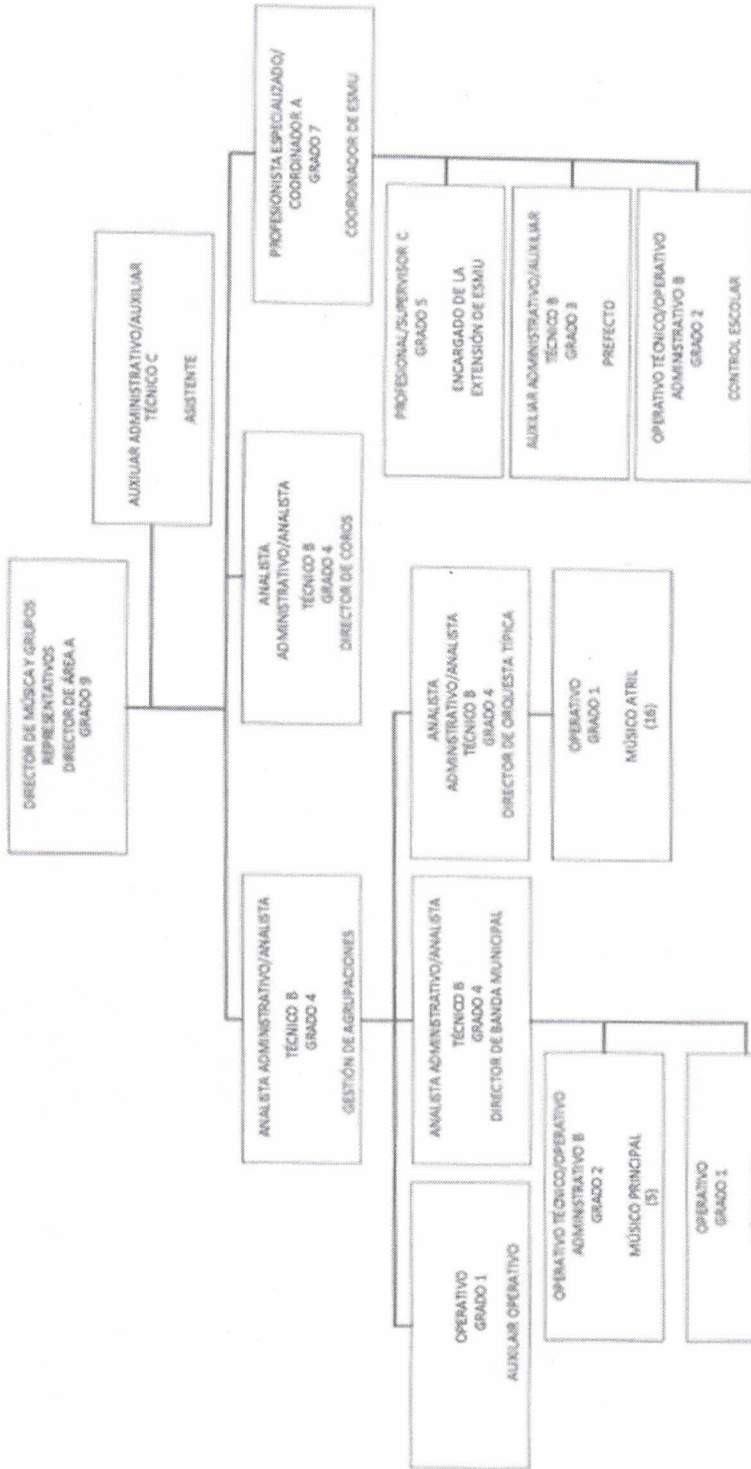 DIRECTOR DE MÚSICA Y GRUPOS
REPRESENTATIVOS
DIRECTOR DE ÁREA A
GRADO 9
AUXILIAR ADMINISTRATIVO/AUXILIAR
TÉCNICO C
ASISTENTE
ANALISTA ADMINISTRATIVO/ANALISTA
TÉCNICO B
GRADO 4
GESTIÓN DE AGRUPACIONES
ANALISTA
ADMINISTRATIVO/ANALISTA
TÉCNICO B
GRADO 4
DIRECTOR DE COROS
PROFESIONISTA ESPECIALIZADO/
COORDINADOR A
GRADO 7
COORDINADOR DE ESMU
OPERATIVO
GRADO 1
AUXILAIR OPERATIVO
ANALISTA ADMINISTRATIVO/ANALISTA
TÉCNICO B
GRADO 4
DIRECTOR DE BANDA MUNICIPAL
ANALISTA
ADMINISTRATIVO/ANALISTA
TÉCNICO B
GRADO 4
DIRECTOR DE ORQUESTA TÍPICA
PROFESIONAL/SUPERVISOR C
GRADO 5
ENCARGADO DE LA
EXTENSIÓN DE ESMU
AUXILIAR ADMINISTRATIVO/AUXILIAR
TÉCNICO B
GRADO 3
PREFECTO
OPERATIVO TÉCNICO/OPERATIVO
ADMINISTRATIVO B
GRADO 2
CONTROL ESCOLAR
OPERATIVO TÉCNICO/OPERATIVO
ADMINISTRATIVO B
GRADO 2
MÚSICO PRINCIPAL
(5)
OPERATIVO
GRADO 1
MÚSICO ATRIL
(16)
OPERATIVO
GRADO 1